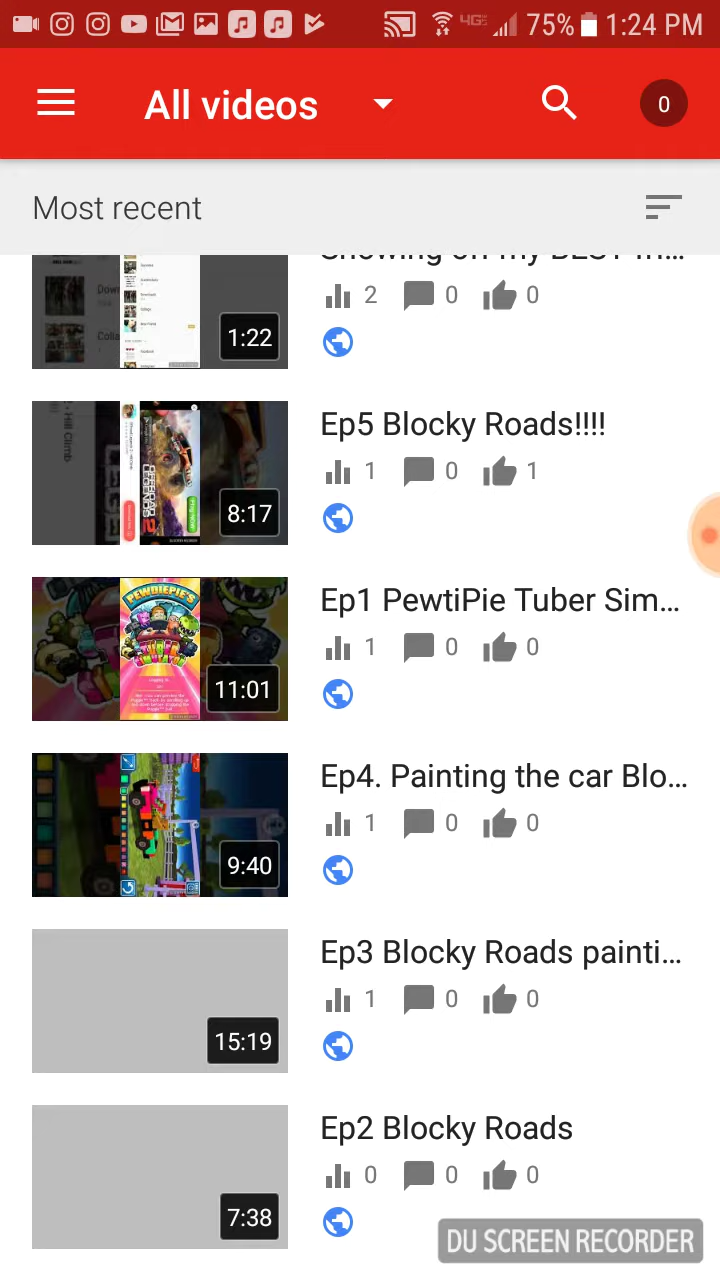 4G 75% 1:24 PM
All videos 0
Most recent
1:22
2 0 0
Ep5 Blocky Roads!!!!
8:17
1 0 1
Ep1 PewtiPie Tuber Sim...
PEWDIEPIE'S
11:01
1 0 0
Ep4. Painting the car Blo...
9:40
1 0 0
Ep3 Blocky Roads painti...
15:19
1 0 0
Ep2 Blocky Roads
7:38
0 0 0
DU SCREEN RECORDER